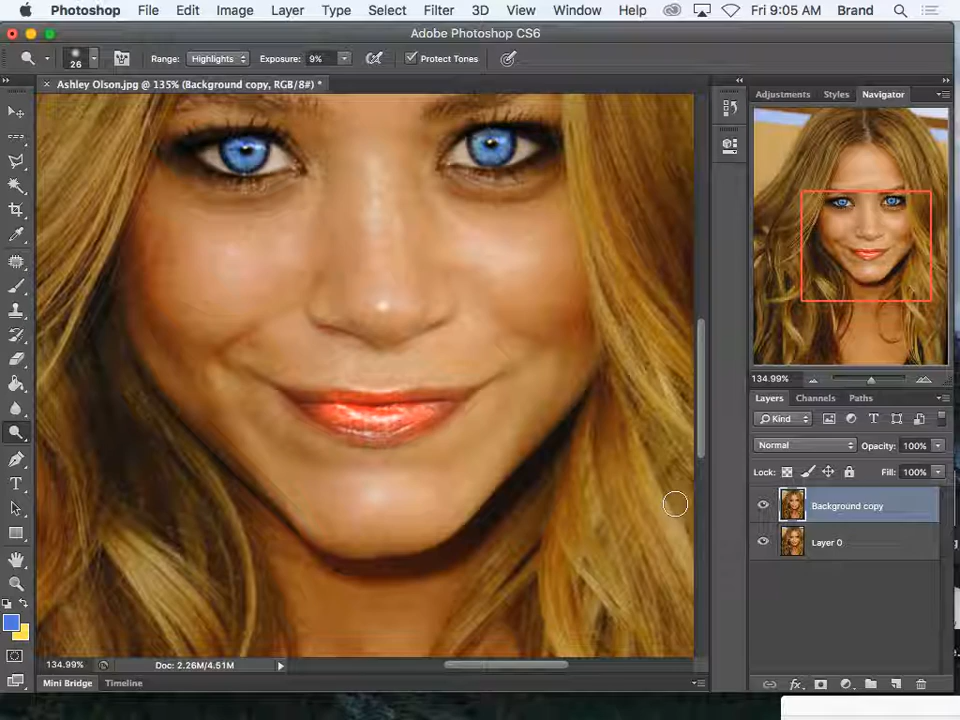 Photoshop File Edit Image Layer Type Select Filter 3D View Window Help Fri 9:05 AM Brand
Adobe Photoshop CS6
26 Range: Highlights Exposure: 9% Protect Tones
× Ashley Olson.jpg @ 135% (Background copy, RGB/8#) *
Adjustments Styles Navigator
134.99%
Layers Channels Paths
Kind
Normal Opacity: 100%
Lock: Fill: 100%
Background copy
Layer 0
134.99% Doc: 2.26M/4.51M
fx
Mini Bridge Timeline